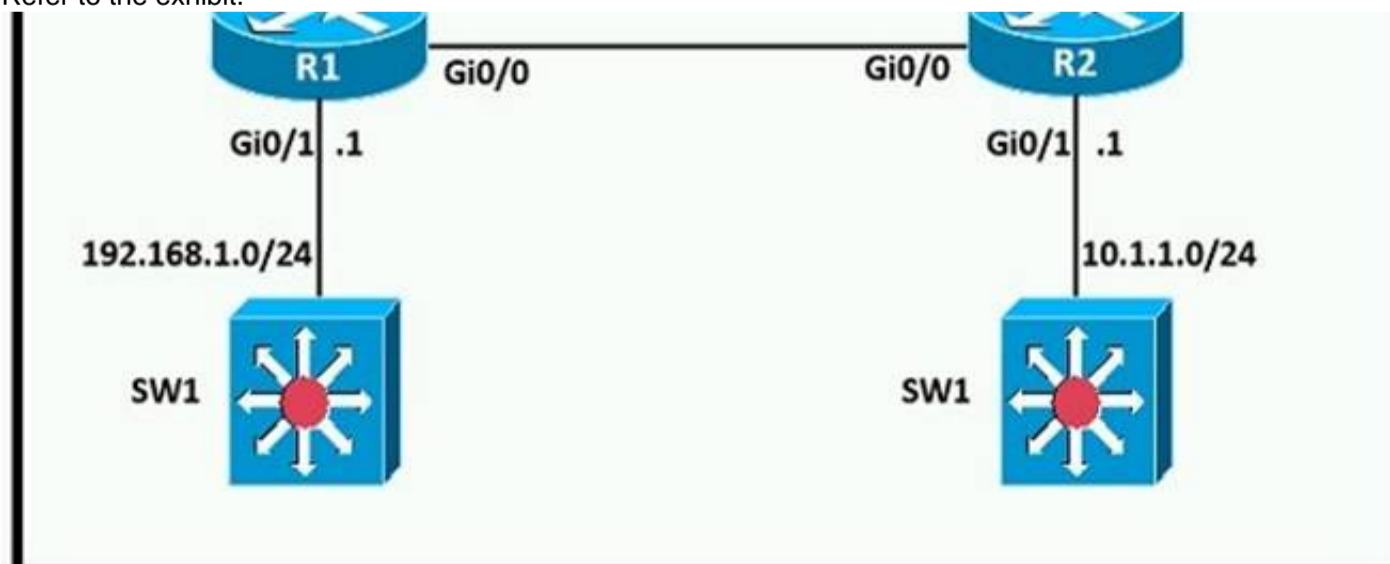 Refer to the exhibit.
R1
R2
Gi0/0
Gi0/0
Gi0/1 .1
Gi0/1 .1
192.168.1.0/24
10.1.1.0/24
SW1
SW1